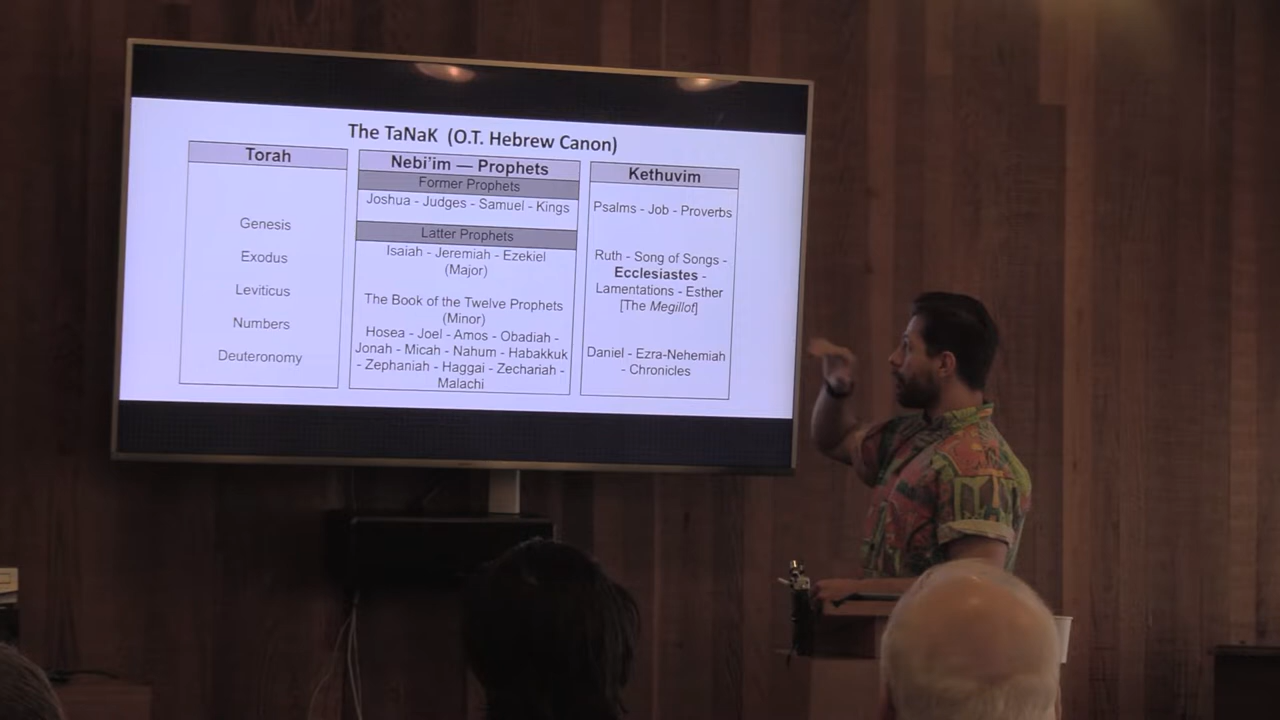 The TaNaK (O.T. Hebrew Canon)
Torah
Genesis
Exodus
Leviticus
Numbers
Deuteronomy
Nebi'im — Prophets
Former Prophets
Joshua - Judges - Samuel - Kings
Latter Prophets
Isaiah - Jeremiah - Ezekiel
(Major)
The Book of the Twelve Prophets
(Minor)
Hosea - Joel - Amos - Obadiah -
Jonah - Micah - Nahum - Habakkuk
- Zephaniah - Haggai - Zechariah -
Malachi
Kethuvim
Psalms - Job - Proverbs
Ruth - Song of Songs -
Ecclesiastes -
Lamentations - Esther
[The Megillot]
Daniel - Ezra-Nehemiah
- Chronicles